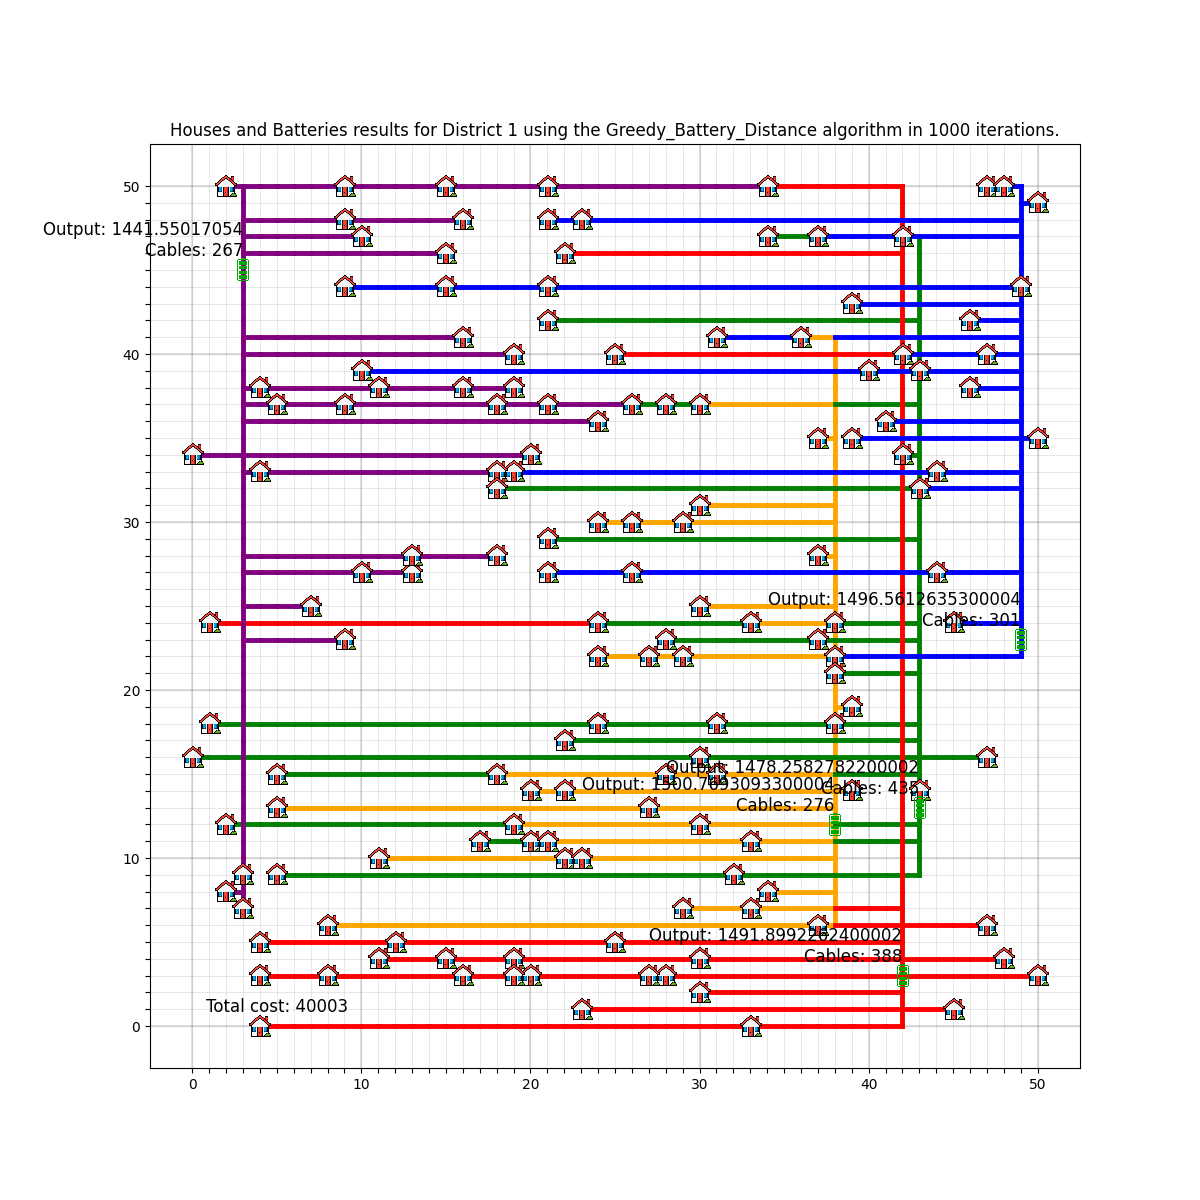 Houses and Batteries results for District 1 using the Greedy_Battery_Distance algorithm in 1000 iterations.
50
Output: 1441.55017054
Cables: 267
40
30
Output: 1496.5612635300004
Cables: 301
20
Output: 1478.2582782200002
Cables: 435
Output: 1500.7693093300004
Cables: 276
10
Output: 1491.8992262400002
Cables: 388
Total cost: 40003
0
0 10 20 30 40 50